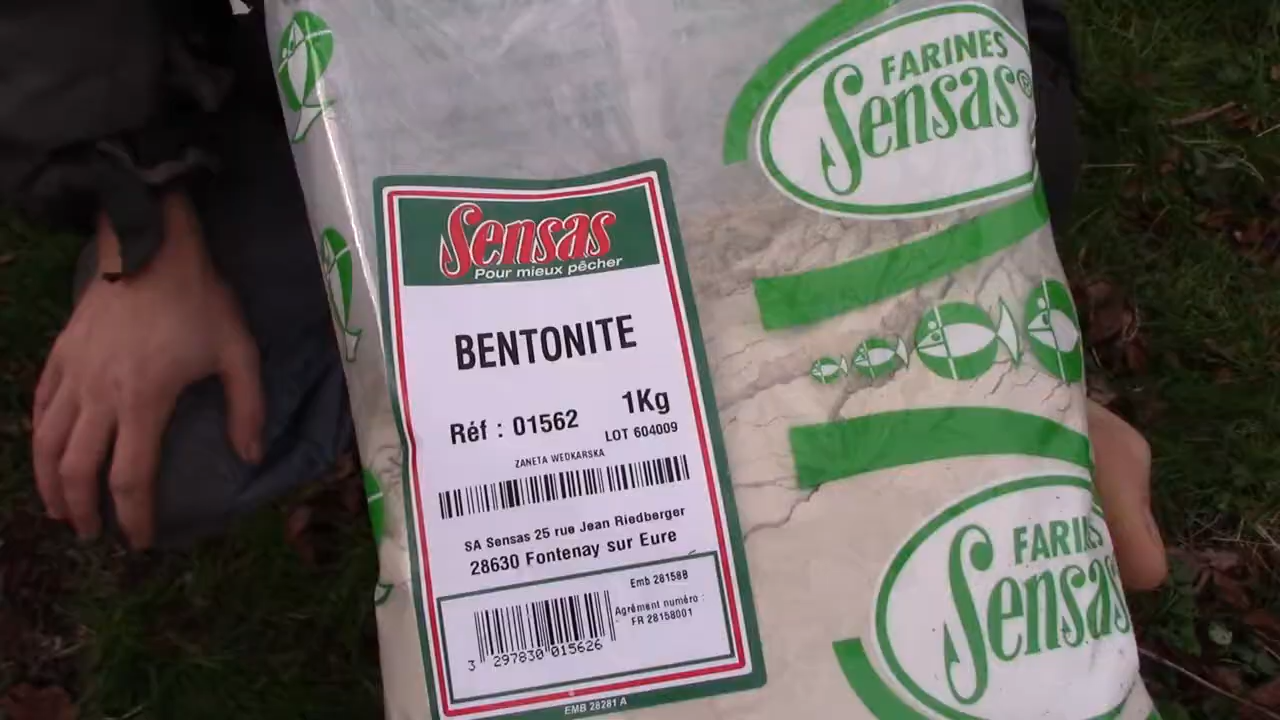 FARINES
Sensas®
Sensas
Pour mieux pêcher
BENTONITE
1Kg
Réf : 01562
LOT 604009
ZANETA WEDKARSKA
SA Sensas 25 rue Jean Riedberger
28630 Fontenay sur Eure
Emb 28158B
Agrément numéro :
FR 28158001
3 297830 015626
EMB 28281 A
FARINES
Sensas